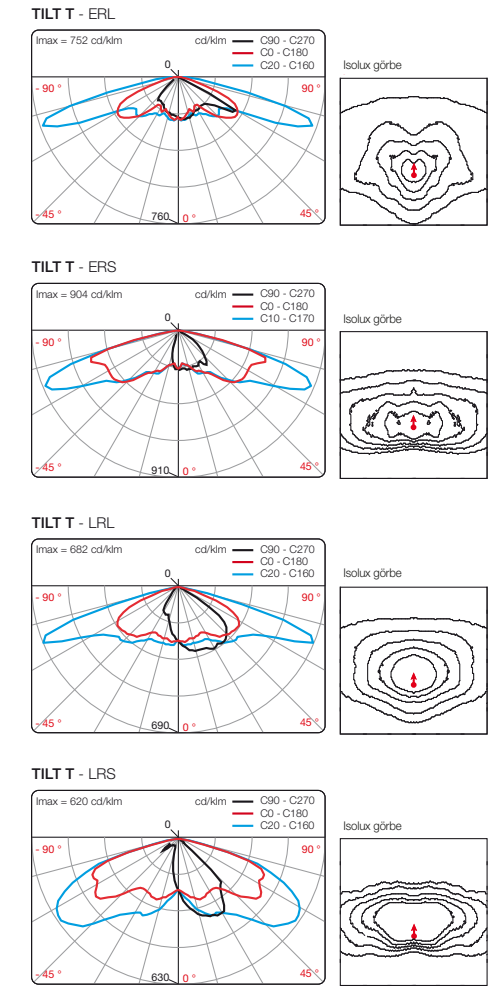 TILT T - ERL
Imax = 752 cd/klm cd/klm C90 - C270
C0 - C180
C20 - C160
0
- 90 ° 90 °
- 45 ° 45 °
760 0 °
Isolux görbe
TILT T - ERS
Imax = 904 cd/klm cd/klm C90 - C270
C0 - C180
C10 - C170
0
- 90 ° 90 °
- 45 ° 45 °
910 0 °
Isolux görbe
TILT T - LRL
Imax = 682 cd/klm cd/klm C90 - C270
C0 - C180
C20 - C160
0
- 90 ° 90 °
- 45 ° 45 °
690 0 °
Isolux görbe
TILT T - LRS
Imax = 620 cd/klm cd/klm C90 - C270
C0 - C180
C20 - C160
0
- 90 ° 90 °
- 45 ° 45 °
630 0 °
Isolux görbe